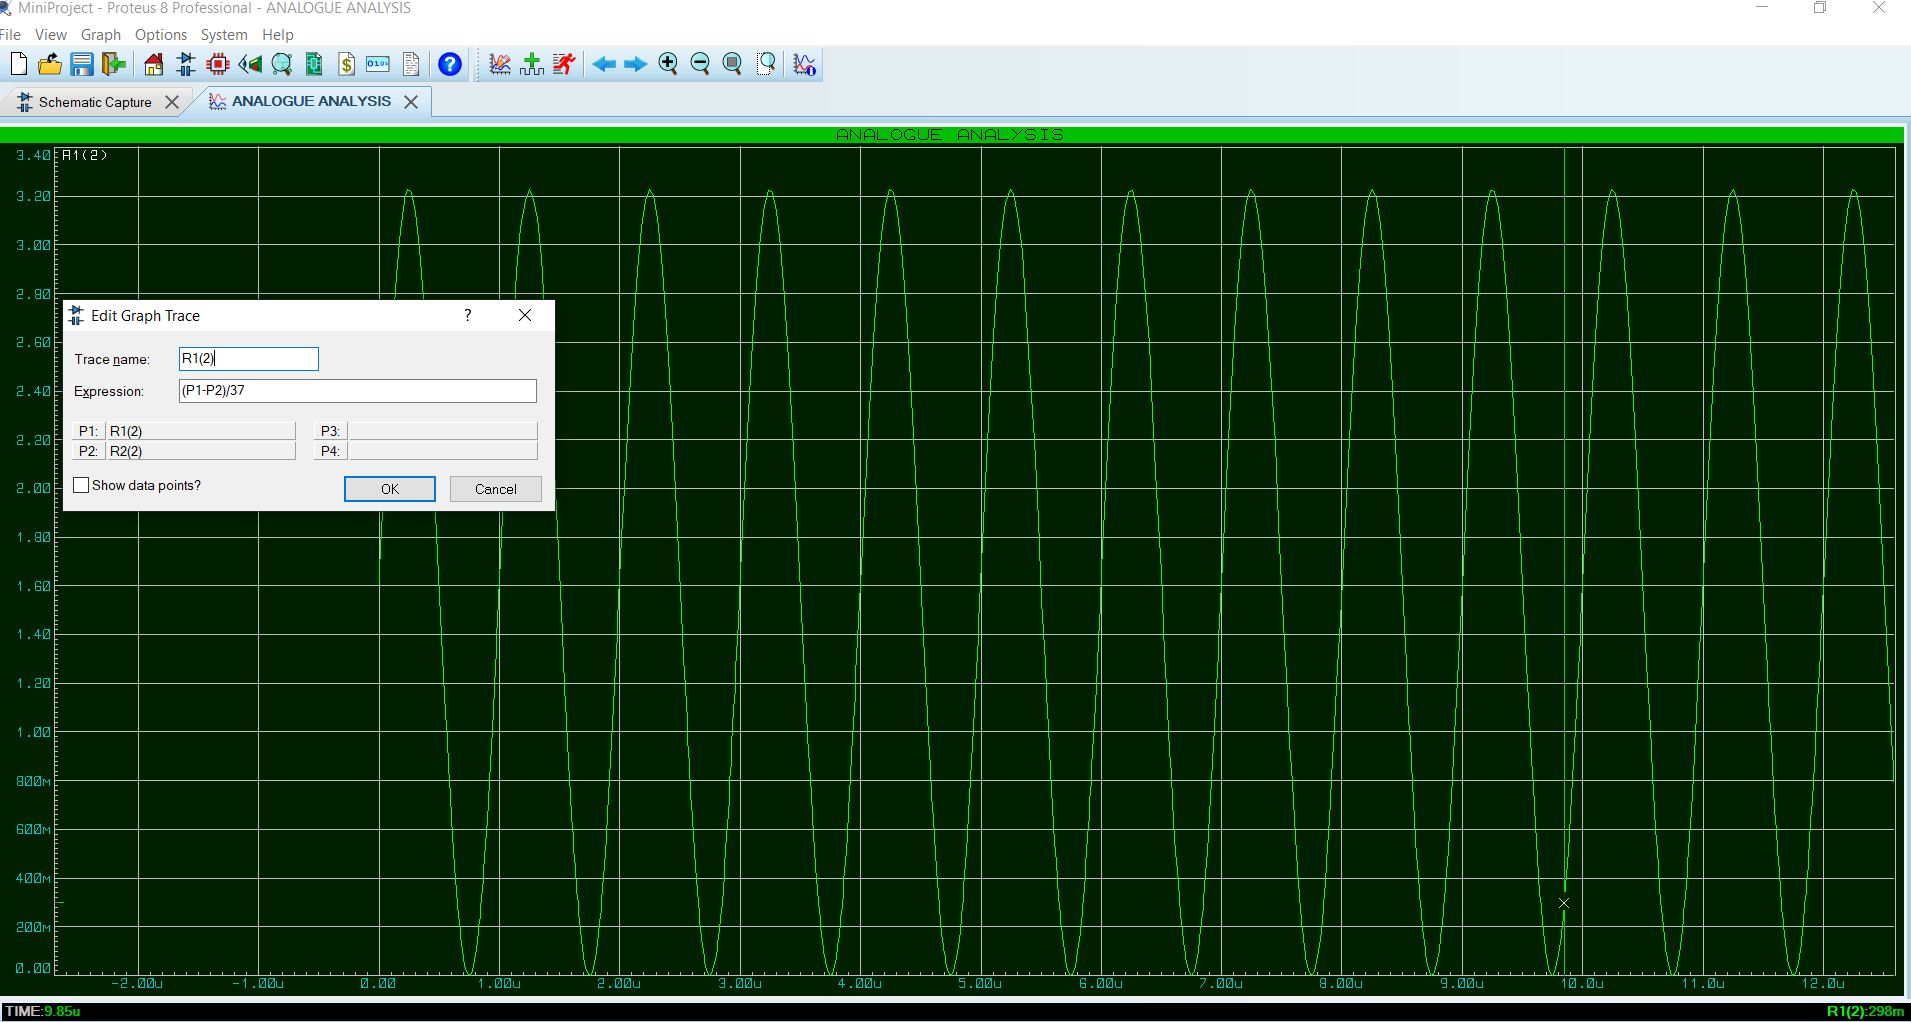 MiniProject - Proteus 8 Professional - ANALOGUE ANALYSIS
File View Graph Options System Help
Schematic Capture ANALOGUE ANALYSIS
ANALOGUE ANALYSIS
3.40
R1(2)
3.20
3.00
2.80
Edit Graph Trace ?
2.60
Trace name: R1(2)
2.40
Expression: (P1-P2)/37
2.20
P1: R1(2) P3:
P2: R2(2) P4:
2.00
Show data points? OK Cancel
1.80
1.60
1.40
1.20
1.00
800m
600m
400m
200m
0.00
-2.00u -1.00u 0.00 1.00u 2.00u 3.00u 4.00u 5.00u 6.00u 7.00u 8.00u 9.00u 10.0u 11.0u 12.0u
TIME:9.85u R1(2):298m